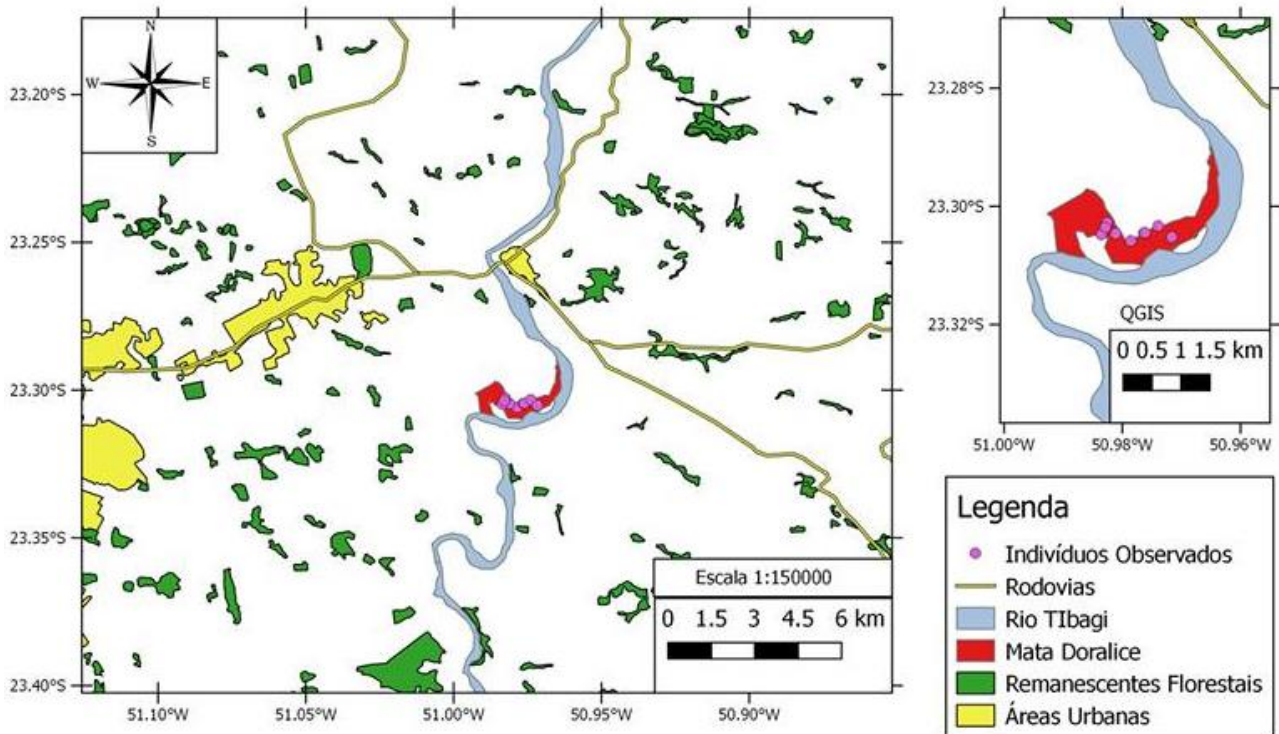 N
W E
S
23.20°S
23.25°S
23.30°S
23.35°S
23.40°S
51.10°W 51.05°W 51.00°W 50.95°W 50.90°W
Escala 1:150000
0 1.5 3 4.5 6 km
23.28°S
23.30°S
23.32°S
QGIS
0 0.5 1 1.5 km
51.00°W 50.98°W 50.96°W
Legenda
Indivíduos Observados
Rodovias
Rio TIbagi
Mata Doralice
Remanescentes Florestais
Áreas Urbanas